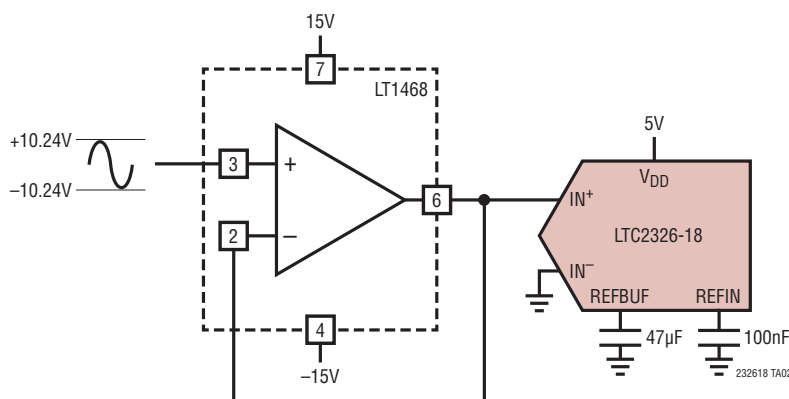 15V
7
LT1468
+10.24V
–10.24V
3
+
2
–
6
4
–15V
5V
VDD
IN+
LTC2326-18
IN–
REFBUF
REFIN
47µF
100nF
232618 TA02